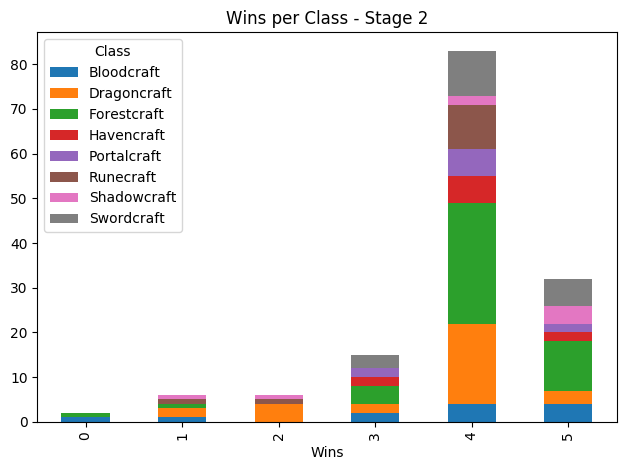 Wins per Class - Stage 2
Class
Bloodcraft
Dragoncraft
Forestcraft
Havencraft
Portalcraft
Runecraft
Shadowcraft
Swordcraft
80
70
60
50
40
30
20
10
0
0 1 2 3 4 5
Wins